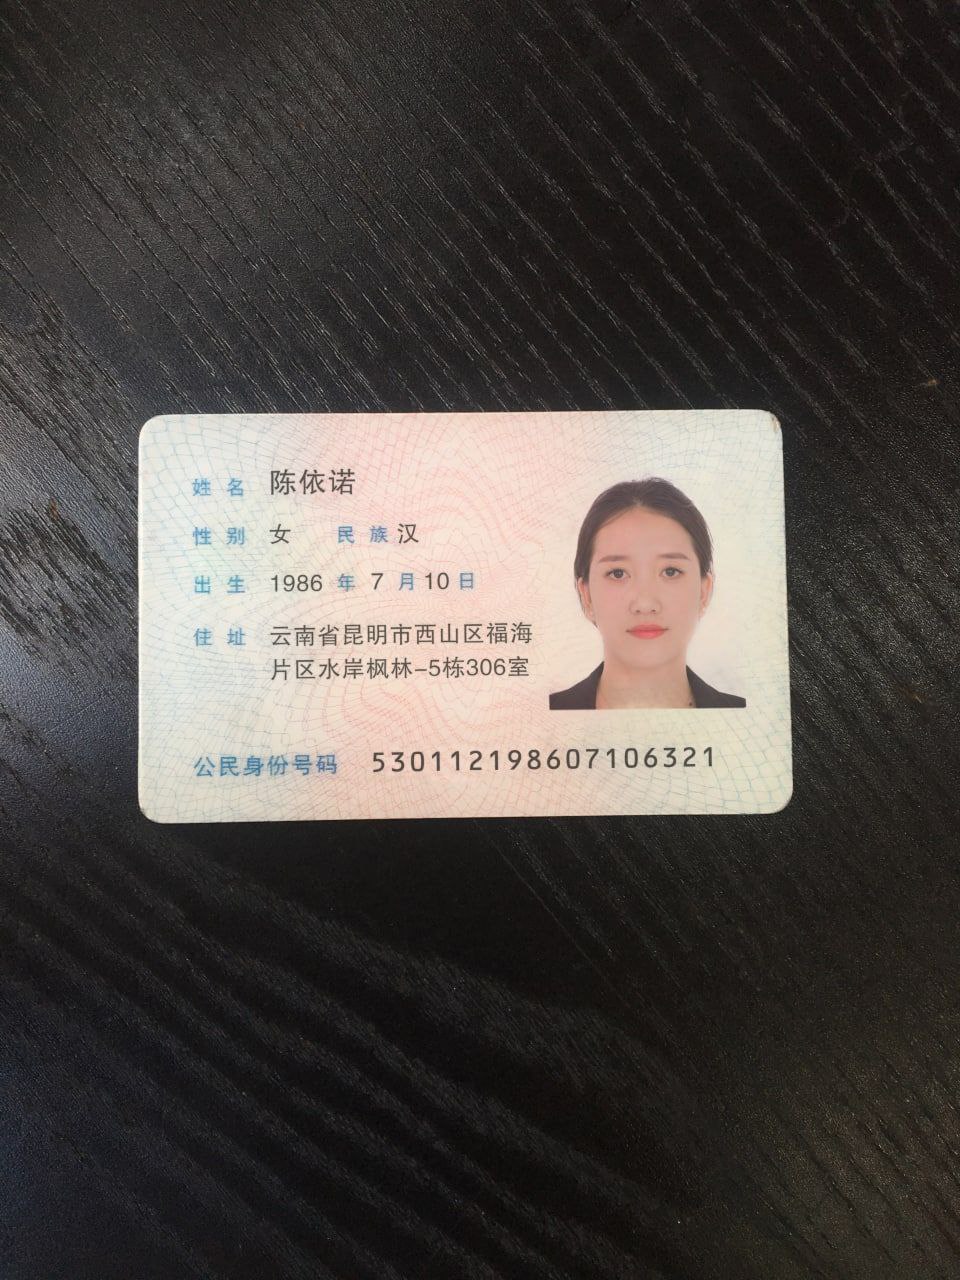 姓名 陈依诺
性别 女 民族 汉
出生 1986 年 7 月 10 日
住址 云南省昆明市西山区福海
片区水岸枫林-5栋306室
公民身份号码 530112198607106321